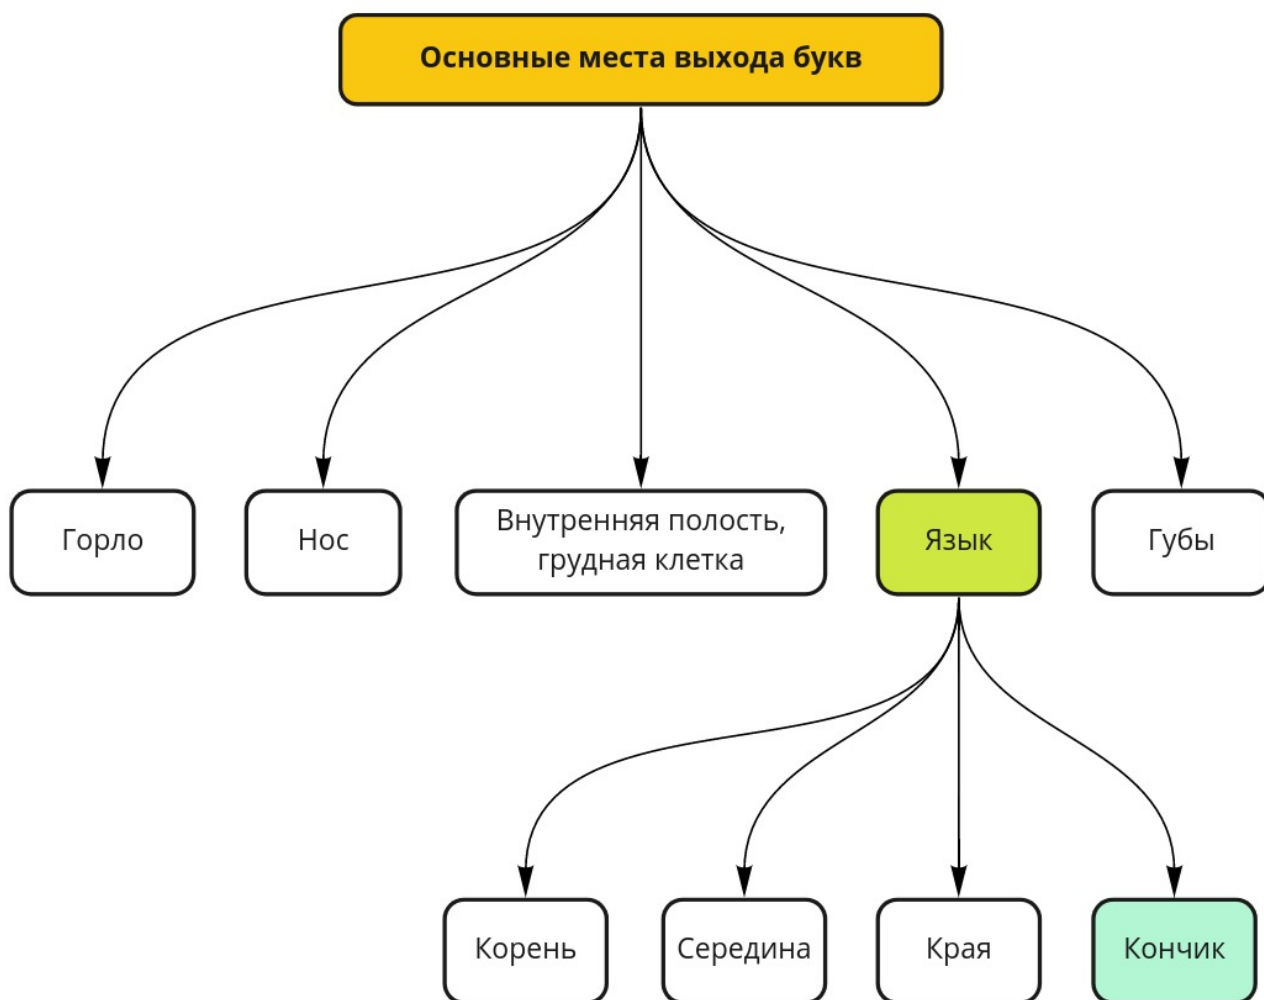 Основные места выхода букв
Горло
Нос
Внутренняя полость,
грудная клетка
Язык
Губы
Корень
Середина
Края
Кончик